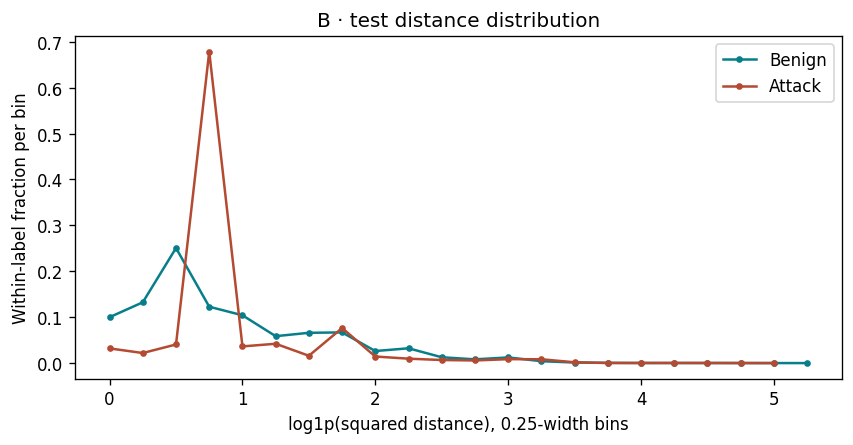 B · test distance distribution
Within-label fraction per bin
0.7
0.6
0.5
0.4
0.3
0.2
0.1
0.0
Benign
Attack
0 1 2 3 4 5
log1p(squared distance), 0.25-width bins